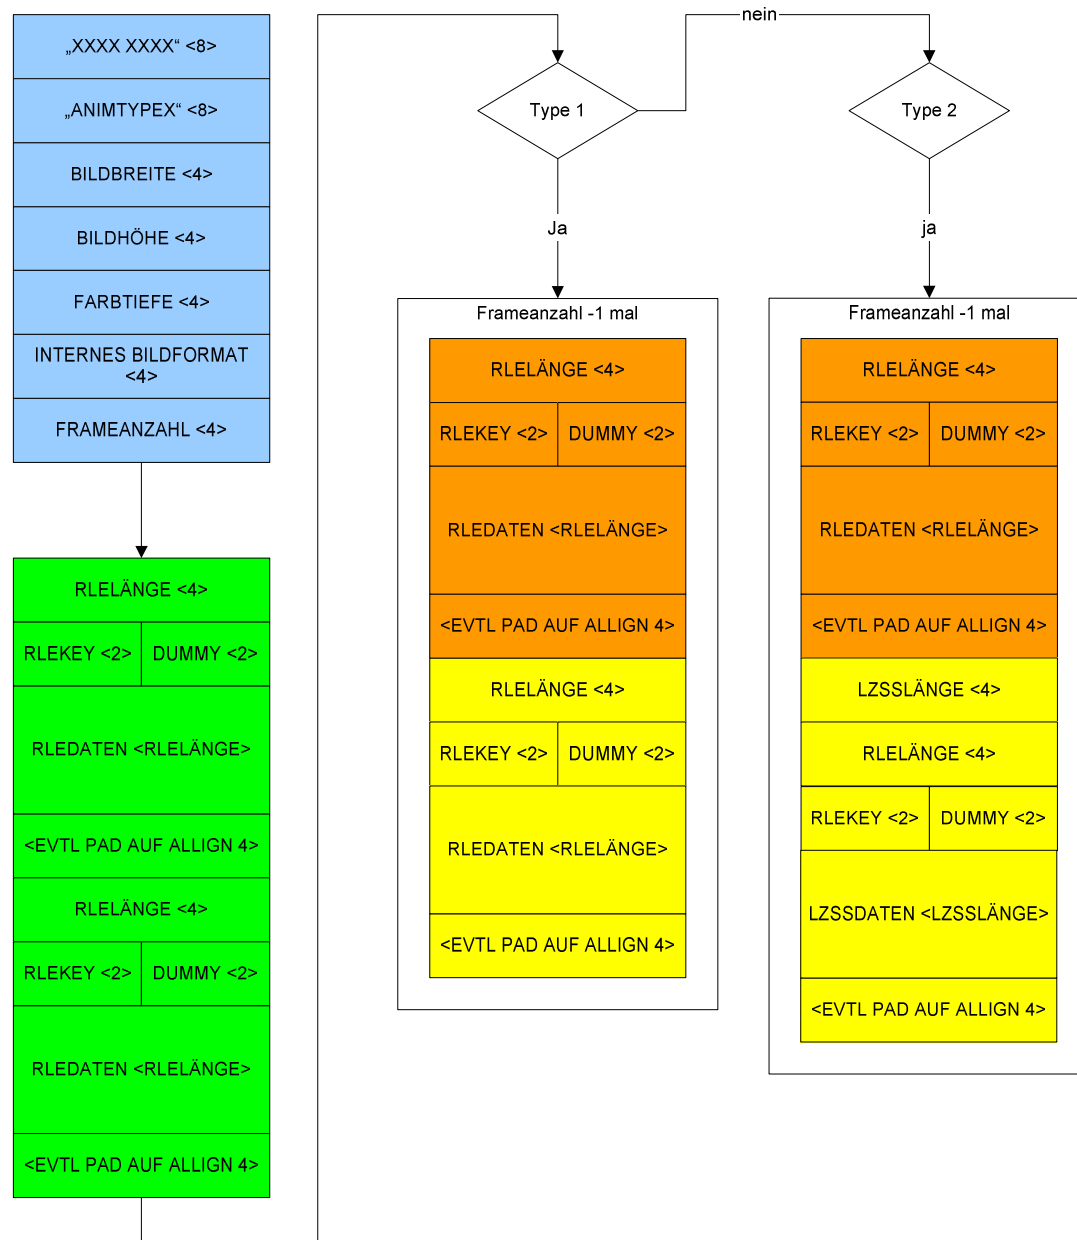 „XXXX XXXX“ <8>
„ANIMTYPEX“ <8>
BILDBREITE <4>
BILDHÖHE <4>
FARBTIEFE <4>
INTERNES BILDFORMAT
<4>
FRAMEANZAHL <4>
RLELÄNGE <4>
RLEKEY <2>
DUMMY <2>
RLEDATEN <RLELÄNGE>
<EVTL PAD AUF ALLIGN 4>
RLELÄNGE <4>
RLEKEY <2>
DUMMY <2>
RLEDATEN <RLELÄNGE>
<EVTL PAD AUF ALLIGN 4>
Type 1
nein
Type 2
Ja
ja
Frameanzahl -1 mal
RLELÄNGE <4>
RLEKEY <2>
DUMMY <2>
RLEDATEN <RLELÄNGE>
<EVTL PAD AUF ALLIGN 4>
RLELÄNGE <4>
RLEKEY <2>
DUMMY <2>
RLEDATEN <RLELÄNGE>
<EVTL PAD AUF ALLIGN 4>
Frameanzahl -1 mal
RLELÄNGE <4>
RLEKEY <2>
DUMMY <2>
RLEDATEN <RLELÄNGE>
<EVTL PAD AUF ALLIGN 4>
LZSSLÄNGE <4>
RLELÄNGE <4>
RLEKEY <2>
DUMMY <2>
LZSSDATEN <LZSSLÄNGE>
<EVTL PAD AUF ALLIGN 4>